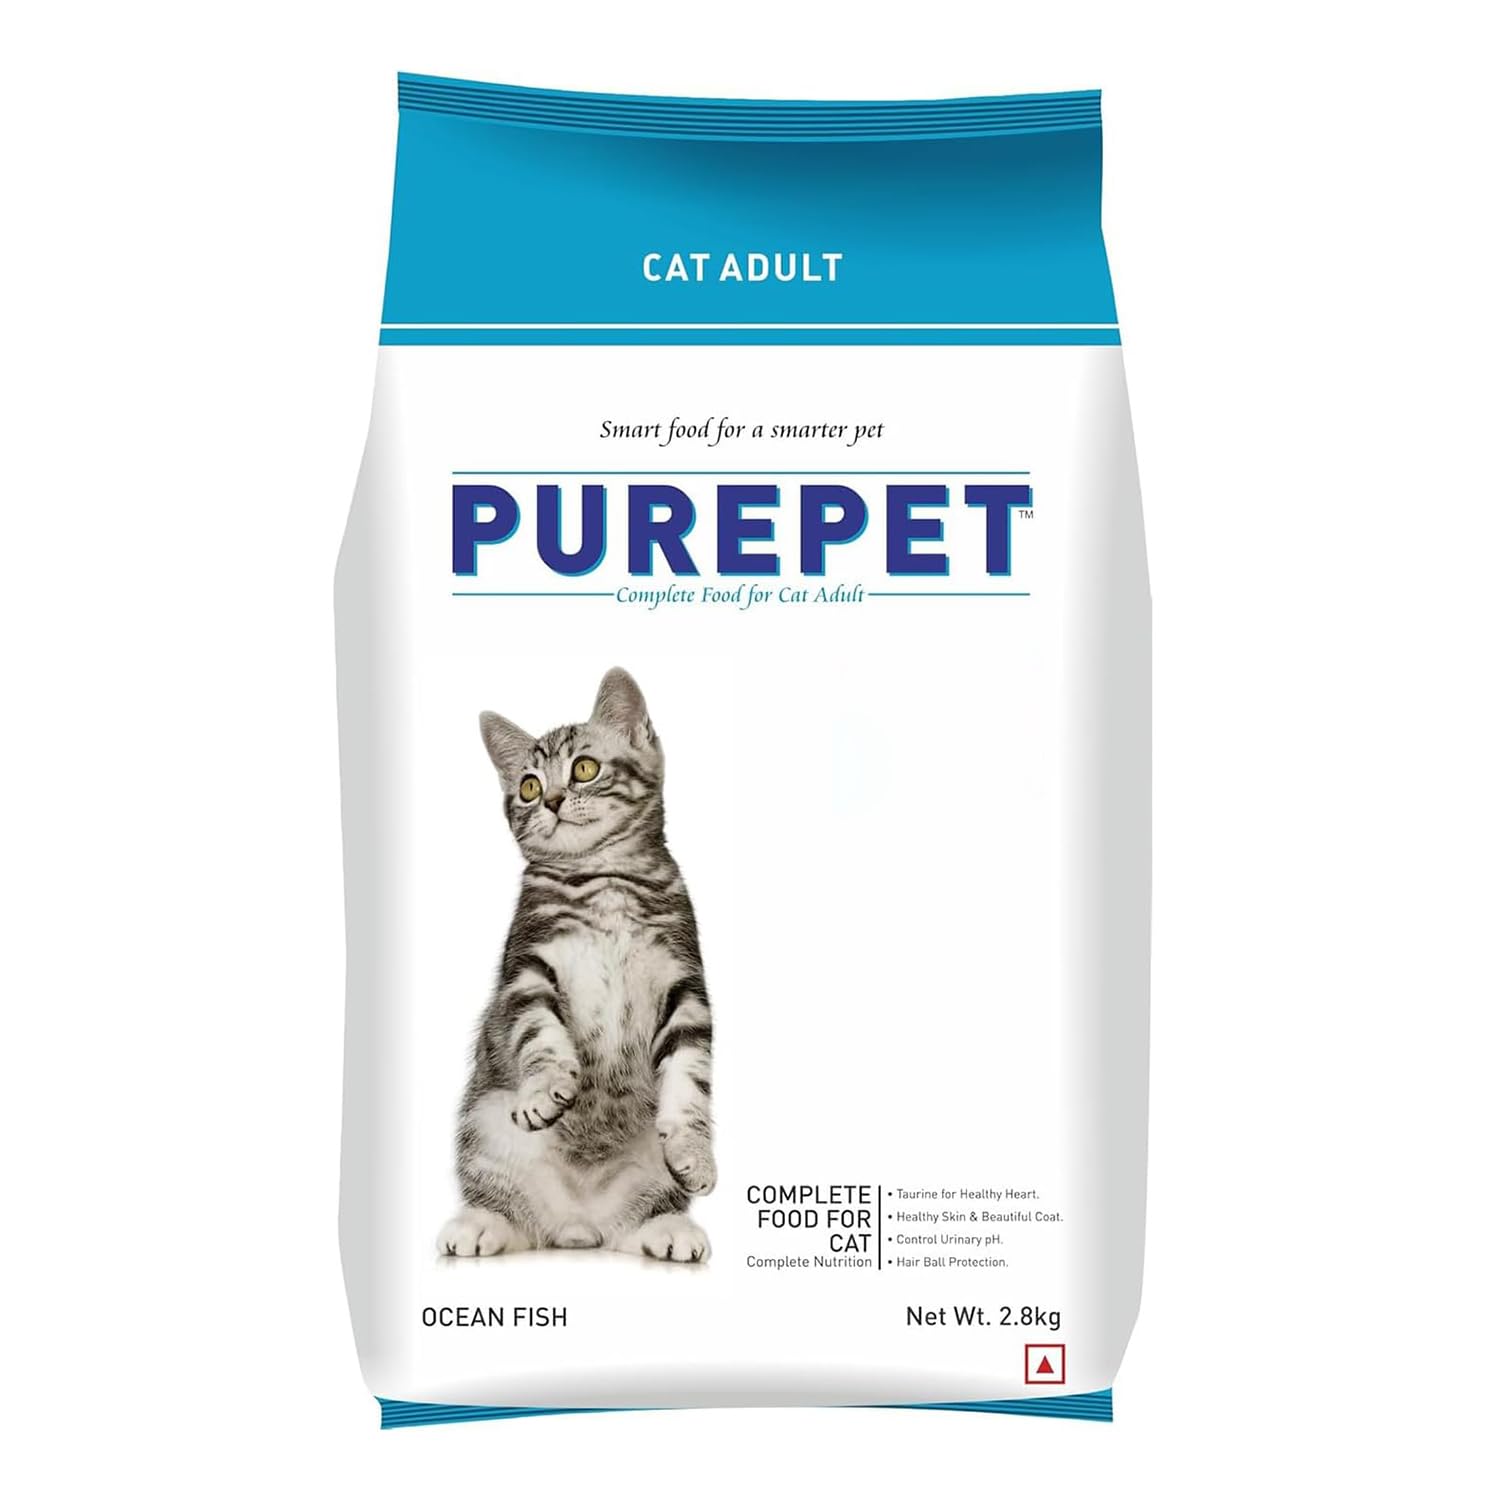 CAT ADULT
Smart food for a smarter pet
PUREPET™
Complete Food for Cat Adult
COMPLETE
FOOD FOR
CAT
Complete Nutrition
• Taurine for Healthy Heart.
• Healthy Skin & Beautiful Coat.
• Control Urinary pH.
• Hair Ball Protection.
OCEAN FISH
Net Wt. 2.8kg